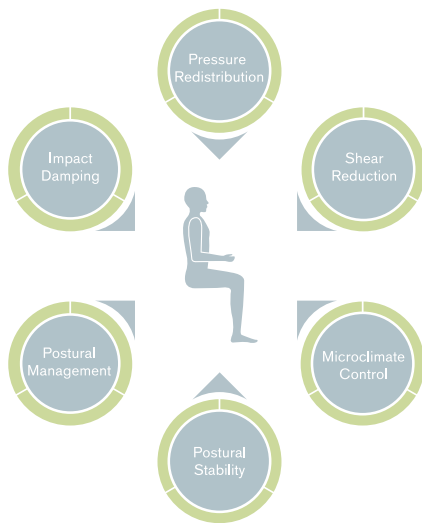 Pressure
Redistribution
Impact
Damping
Shear
Reduction
Postural
Management
Microclimate
Control
Postural
Stability